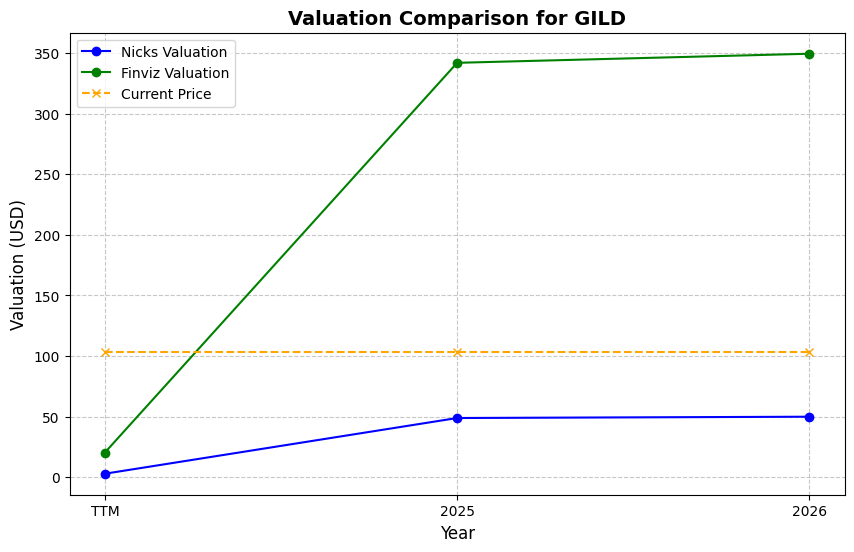 Valuation Comparison for GILD
Nicks Valuation
Finviz Valuation
Current Price
Valuation (USD)
350
300
250
200
150
100
50
0
TTM
2025
2026
Year